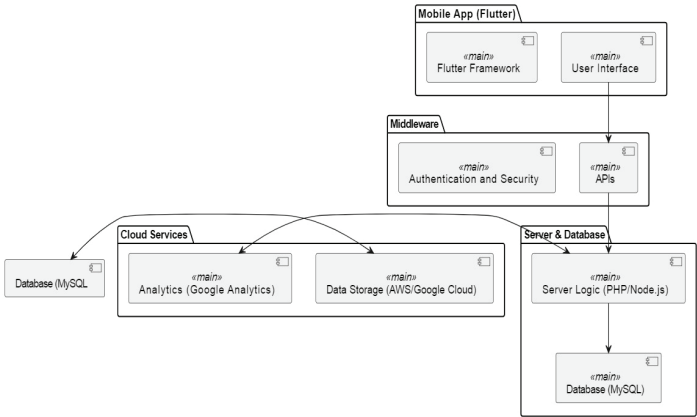 Mobile App (Flutter)
«main»
Flutter Framework
«main»
User Interface
Middleware
«main»
Authentication and Security
«main»
APIs
Cloud Services
Server & Database
Database (MySQL
«main»
Analytics (Google Analytics)
«main»
Data Storage (AWS/Google Cloud)
«main»
Server Logic (PHP/Node.js)
«main»
Database (MySQL)